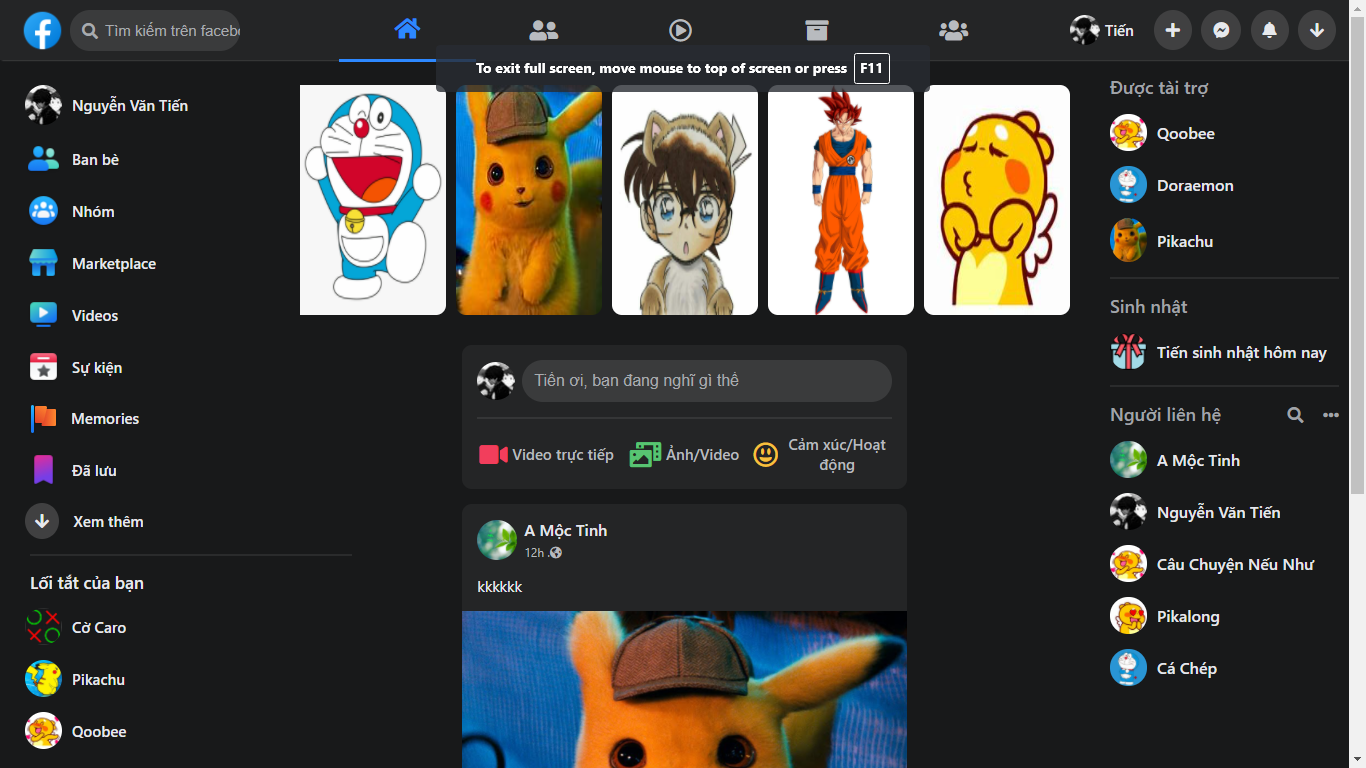 Tìm kiếm trên facebo
Tiến
To exit full screen, move mouse to top of screen or press F11
Nguyễn Văn Tiến
Ban bè
Nhóm
Marketplace
Videos
Sự kiện
Memories
Đã lưu
Xem thêm
Lối tắt của bạn
Cờ Caro
Pikachu
Qoobee
Tiến ơi, bạn đang nghĩ gì thế
Video trực tiếp
Ảnh/Video
Cảm xúc/Hoạt
động
A Mộc Tinh
12h .
kkkkkk
Được tài trợ
Qoobee
Doraemon
Pikachu
Sinh nhật
Tiến sinh nhật hôm nay
Người liên hệ
A Mộc Tinh
Nguyễn Văn Tiến
Câu Chuyện Nếu Như
Pikalong
Cá Chép